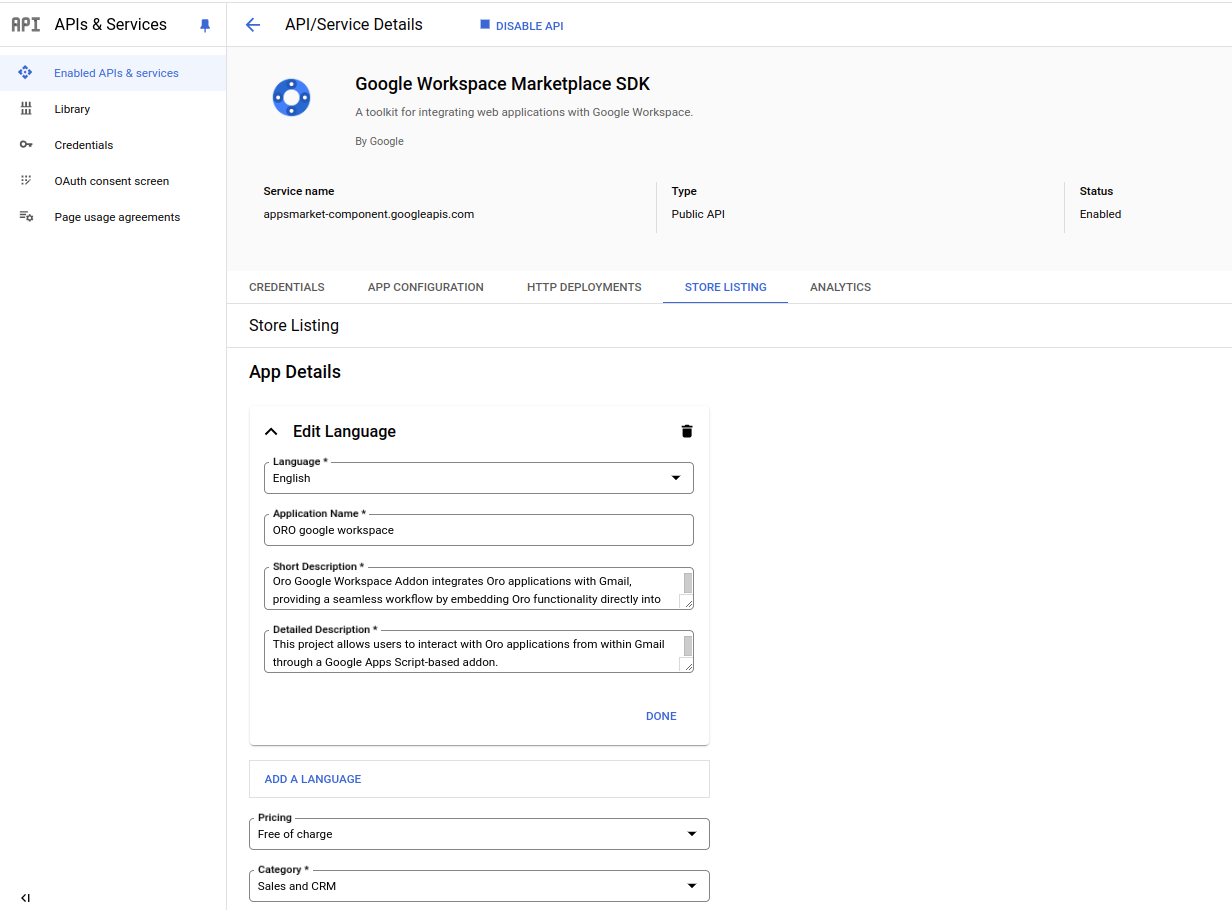 API APIs & Services
Enabled APIs & services
Library
Credentials
OAuth consent screen
Page usage agreements
API/Service Details
DISABLE API
Google Workspace Marketplace SDK
A toolkit for integrating web applications with Google Workspace.
By Google
Service name
appsmarket-component.googleapis.com
Type
Public API
Status
Enabled
CREDENTIALS
APP CONFIGURATION
HTTP DEPLOYMENTS
STORE LISTING
ANALYTICS
Store Listing
App Details
Edit Language
Language *
English
Application Name *
ORO google workspace
Short Description *
Oro Google Workspace Addon integrates Oro applications with Gmail,
providing a seamless workflow by embedding Oro functionality directly into
Detailed Description *
This project allows users to interact with Oro applications from within Gmail
through a Google Apps Script-based addon.
DONE
ADD A LANGUAGE
Pricing
Free of charge
Category *
Sales and CRM